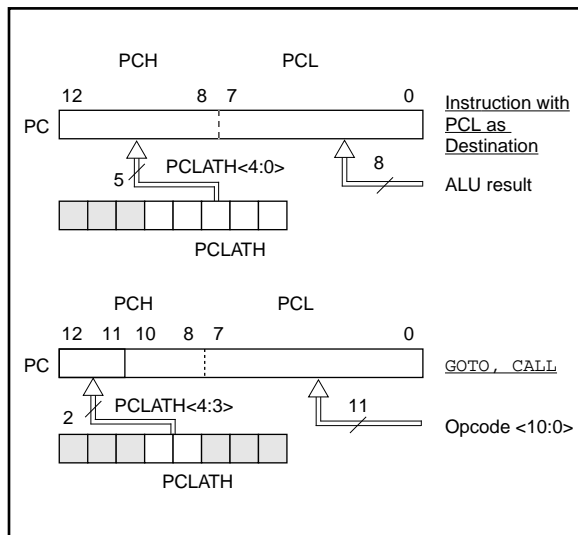 PCH PCL
12 8 7 0
PC
Instruction with
PCL as
Destination
PCLATH<4:0>
5
8
ALU result
PCLATH
PCH PCL
12 11 10 8 7 0
PC
GOTO, CALL
PCLATH<4:3>
2
11
Opcode <10:0>
PCLATH